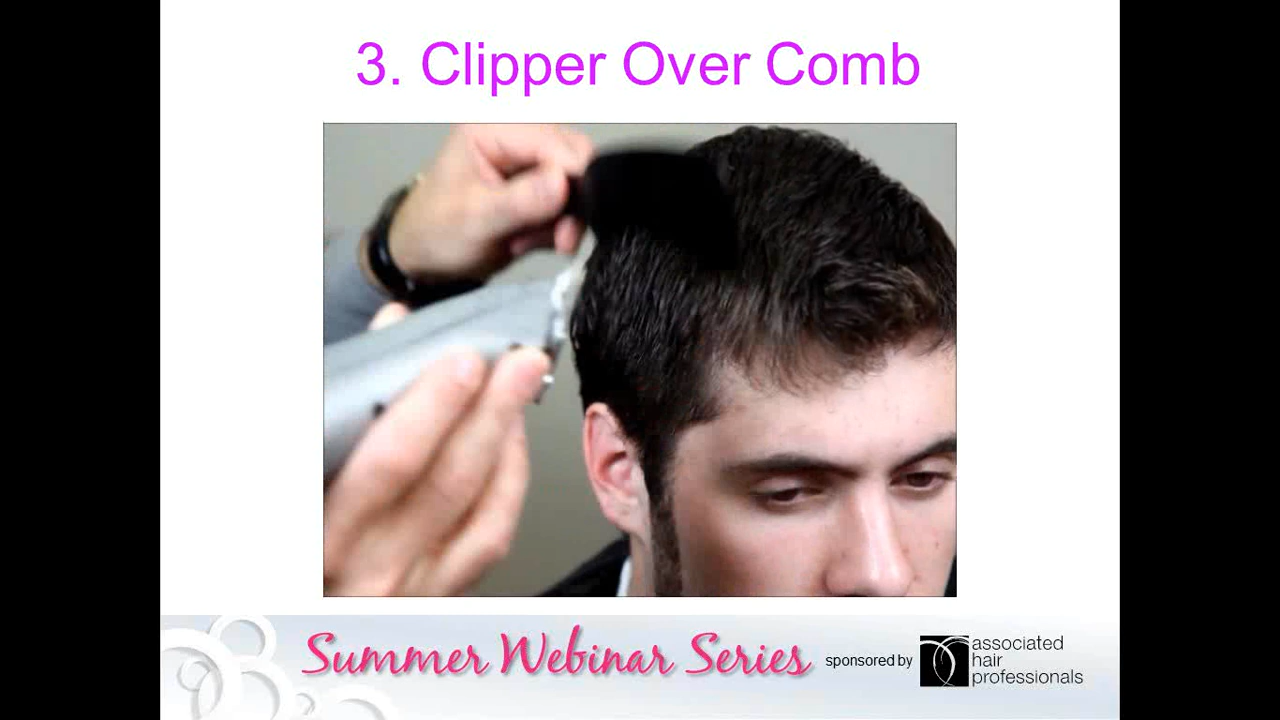 3. Clipper Over Comb
Summer Webinar Series
sponsored by
associated
hair
professionals